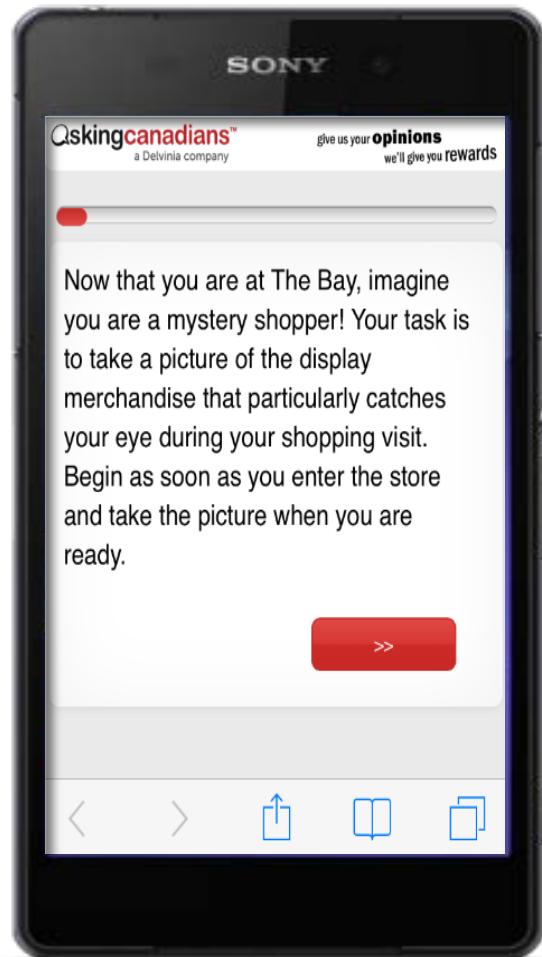 SONY
Askingcanadians™
a Delvinia company
give us your opinions
we'll give you rewards
Now that you are at The Bay, imagine
you are a mystery shopper! Your task is
to take a picture of the display
merchandise that particularly catches
your eye during your shopping visit.
Begin as soon as you enter the store
and take the picture when you are
ready.
>>